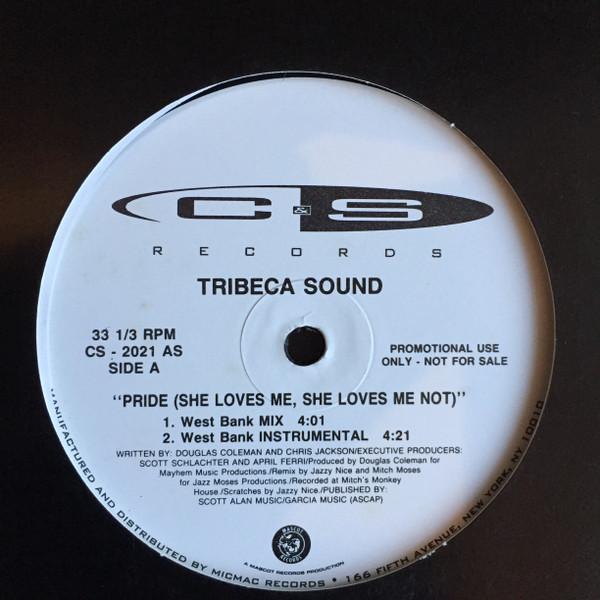 C&S
RECORDS
TRIBECA SOUND
33 1/3 RPM
CS - 2021 AS
SIDE A
PROMOTIONAL USE
ONLY - NOT FOR SALE
"PRIDE (SHE LOVES ME, SHE LOVES ME NOT)"
1. West Bank MIX 4:01
2. West Bank INSTRUMENTAL 4:21
WRITTEN BY: DOUGLAS COLEMAN AND CHRIS JACKSON/EXECUTIVE PRODUCERS:
SCOTT SCHLACHTER AND APRIL FERRI/Produced by Douglas Coleman for
Mayhem Music Productions./Remix by Jazzy Nice and Mitch Moses
for Jazz Moses Productions./Recorded at Mitch's Monkey
House./Scratches by Jazzy Nice./PUBLISHED BY:
SCOTT ALAN MUSIC/GARCIA MUSIC (ASCAP)
MASCOT
RECORDS
A MASCOT RECORDS PRODUCTION
MANUFACTURED AND DISTRIBUTED BY MICMAC RECORDS • 166 FIFTH AVENUE, NEW YORK, NY 10010